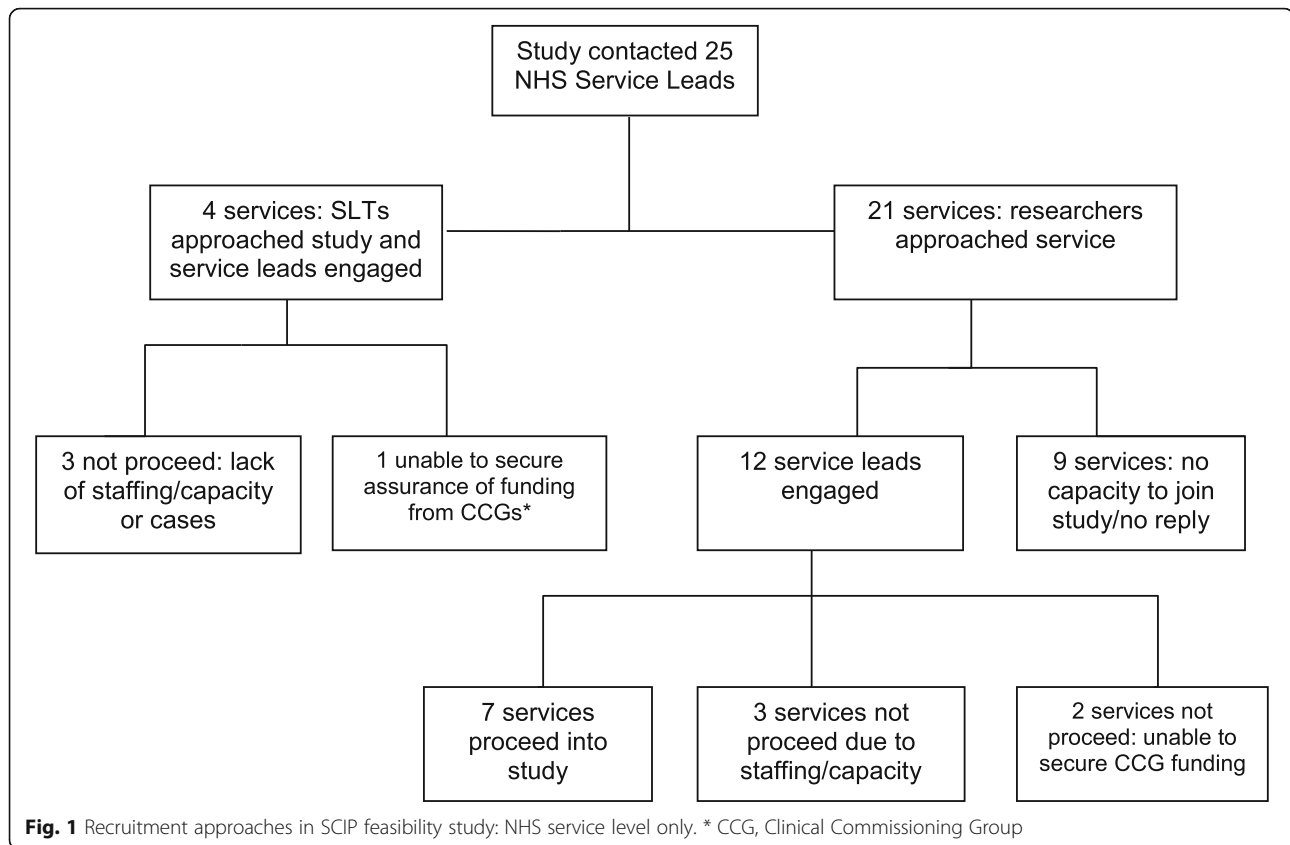 Study contacted 25
NHS Service Leads
4 services: SLTs
approached study and
service leads engaged
21 services: researchers
approached service
3 not proceed: lack
of staffing/capacity
or cases
1 unable to secure
assurance of funding
from CCGs*
12 service leads
engaged
9 services: no
capacity to join
study/no reply
7 services
proceed into
study
3 services not
proceed due to
staffing/capacity
2 services not
proceed: unable to
secure CCG funding
Fig. 1 Recruitment approaches in SCIP feasibility study: NHS service level only. * CCG, Clinical Commissioning Group